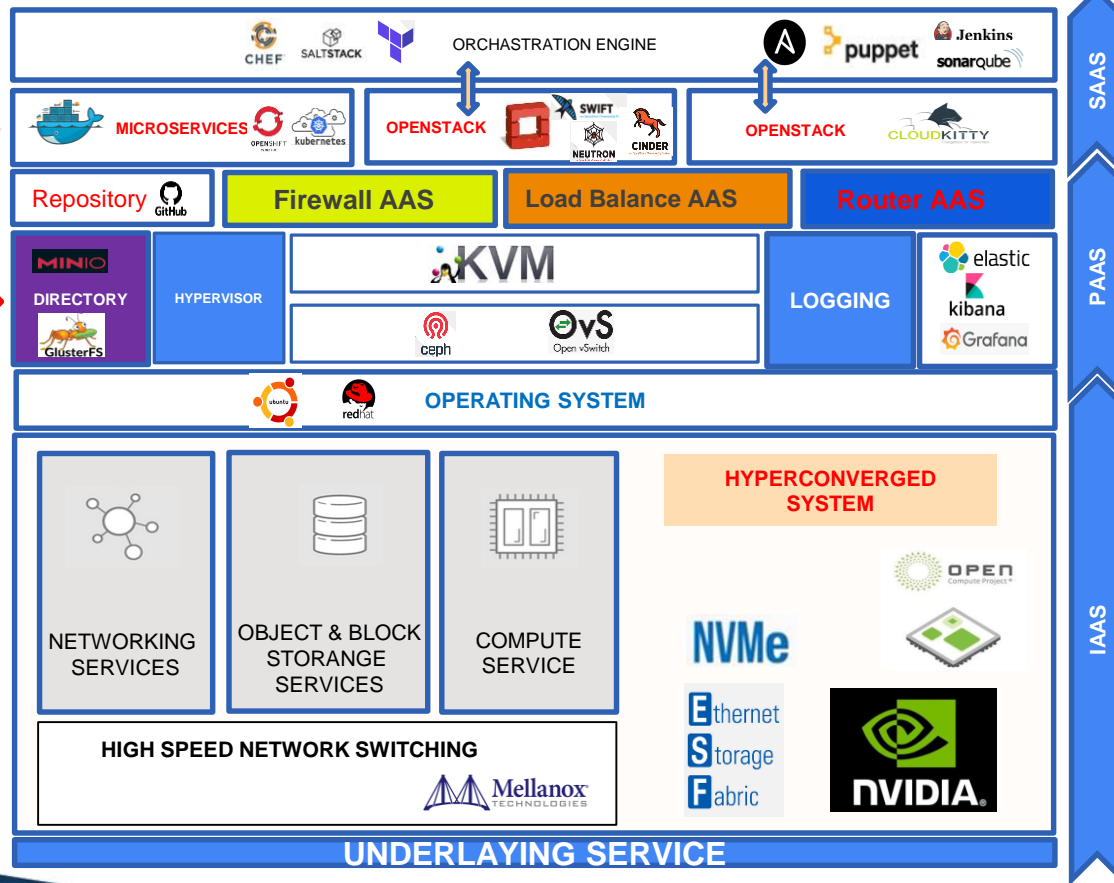 CHEF
SALTSTACK
ORCHASTRATION ENGINE
A
puppet
Jenkins
sonarqube
SAAS
MICROSERVICES
OPENSHIFT
kubernetes
OPENSTACK
SWIFT
NEUTRON
CINDER
OPENSTACK
CLOUDKITTY
Repository
GitHub
Firewall AAS
Load Balance AAS
Router AAS
PAAS
MINIO
DIRECTORY
GlusterFS
HYPERVISOR
KVM
ceph
OvS
Open vSwitch
LOGGING
elastic
kibana
Grafana
ubuntu
redhat
OPERATING SYSTEM
NETWORKING
SERVICES
OBJECT & BLOCK
STORANGE
SERVICES
COMPUTE
SERVICE
HYPERCONVERGED
SYSTEM
OPEN
Compute Project®
NVMe
Ethernet
Storage
Fabric
NVIDIA.
IAAS
HIGH SPEED NETWORK SWITCHING
Mellanox
TECHNOLOGIES
UNDERLAYING SERVICE